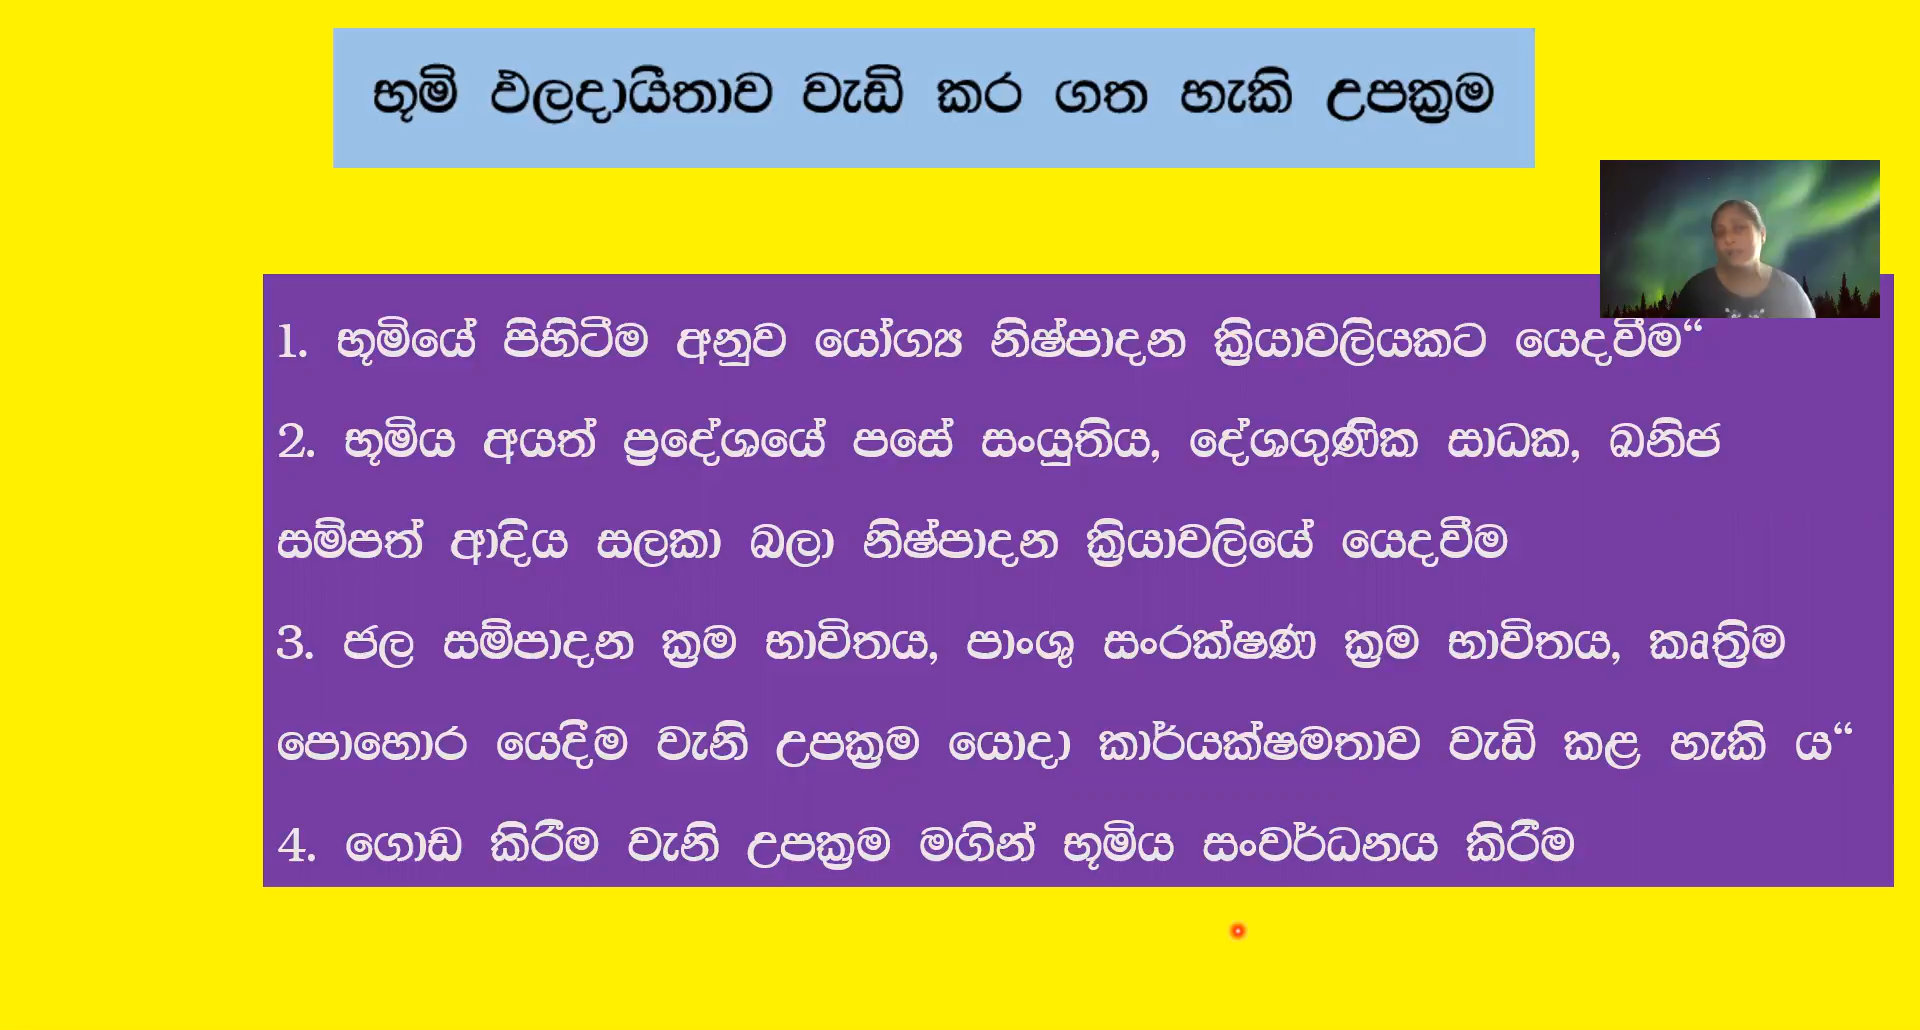 භූමි ඵලදායීතාව වැඩි කර ගත හැකි උපක්‍රම
1. භූමියේ පිහිටීම අනුව යෝග්‍ය නිෂ්පාදන ක්‍රියාවලියකට යෙදවීම“
2. භූමිය අයත් ප්‍රදේශයේ පසේ සංයුතිය, දේශගුණික සාධක, ඛනිජ
සම්පත් ආදිය සලකා බලා නිෂ්පාදන ක්‍රියාවලියේ යෙදවීම
3. ජල සම්පාදන ක්‍රම භාවිතය, පාංශු සංරක්ෂණ ක්‍රම භාවිතය, කෘත්‍රිම
පොහොර යෙදීම වැනි උපක්‍රම යොදා කාර්යක්ෂමතාව වැඩි කළ හැකි ය“
4. ගොඩ කිරීම වැනි උපක්‍රම මගින් භූමිය සංවර්ධනය කිරීම